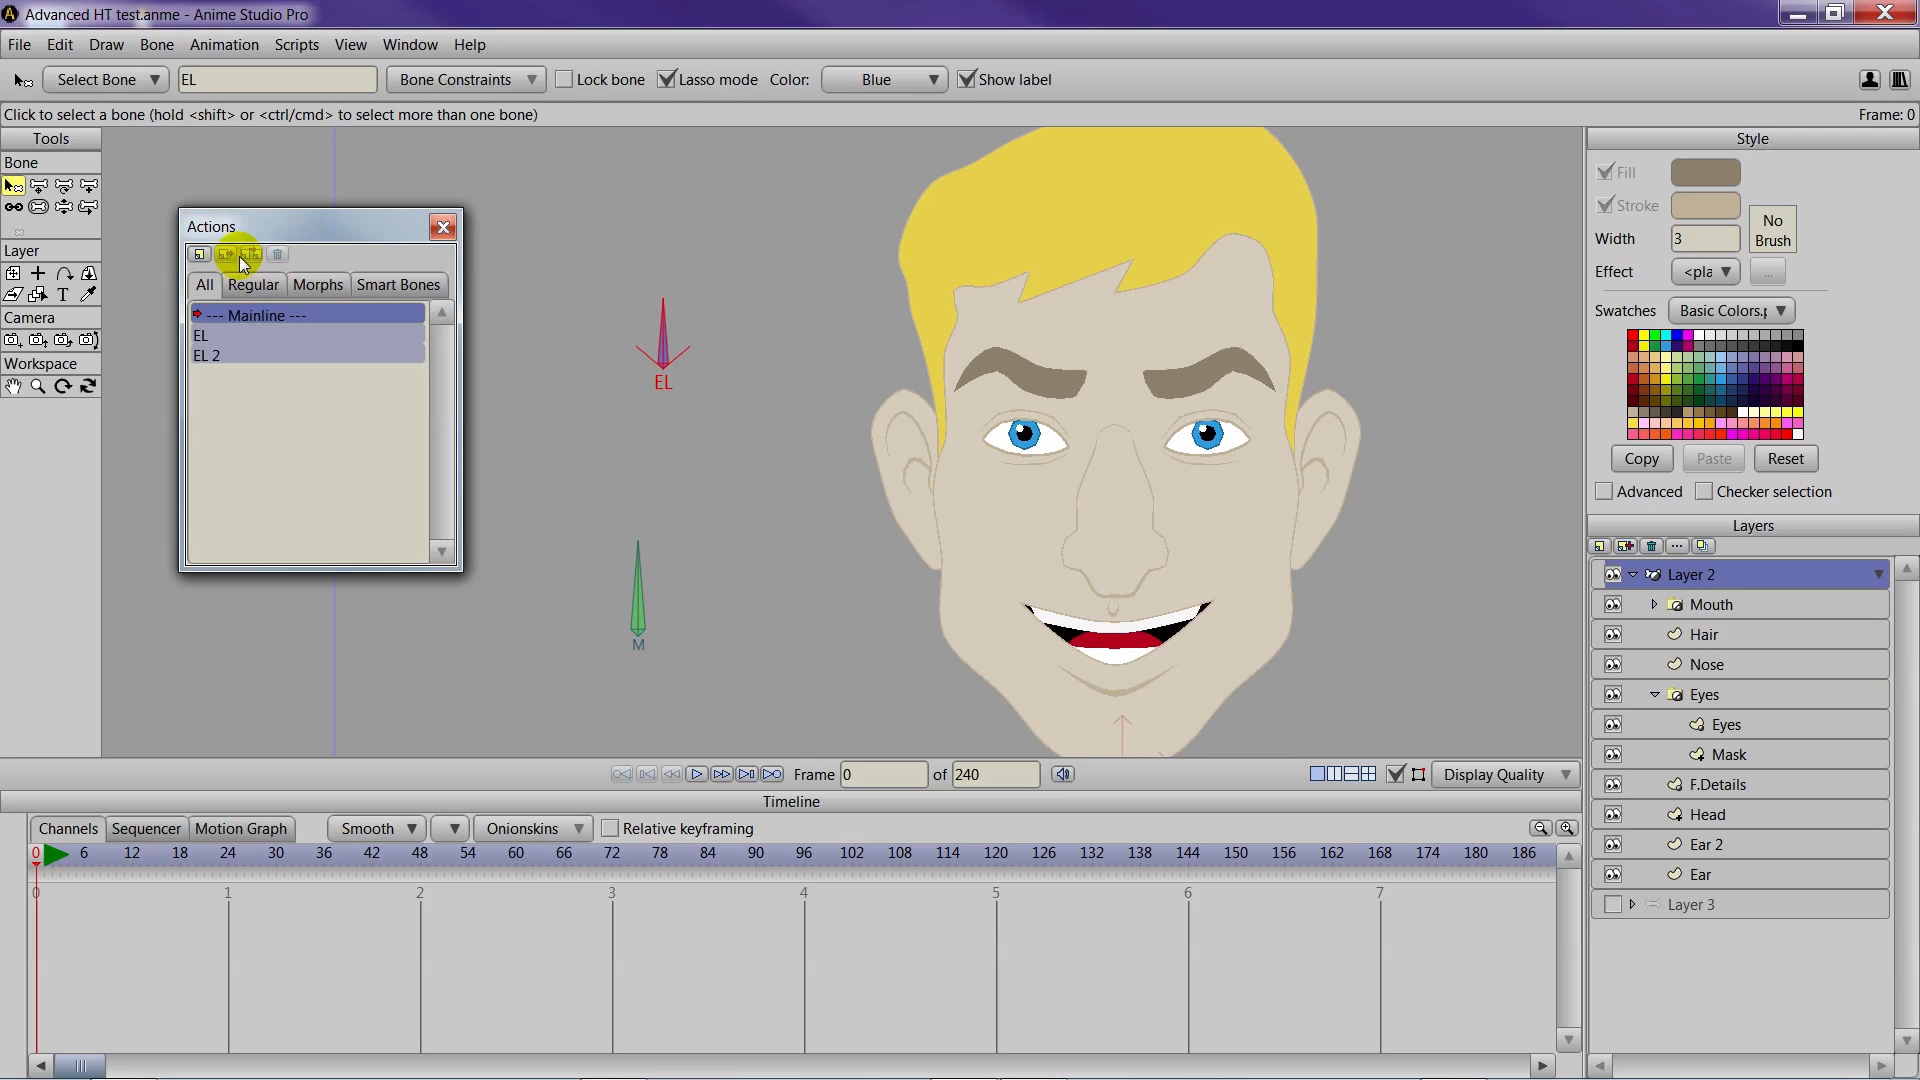 Advanced HT test.anme - Anime Studio Pro
File Edit Draw Bone Animation Scripts View Window Help
Select Bone EL Bone Constraints Lock bone Lasso mode Color: Blue Show label
Click to select a bone (hold <shift> or <ctrl/cmd> to select more than one bone) Frame: 0
Tools
Bone
Layer
Camera
Workspace
Actions
All Regular Morphs Smart Bones
--- Mainline ---
EL
EL 2
EL
M
Style
Fill
Stroke
No Brush
Width 3
Effect <pla ...
Swatches Basic Colors.p
Copy Paste Reset
Advanced Checker selection
Layers
Layer 2
Mouth
Hair
Nose
Eyes
Eyes
Mask
F.Details
Head
Ear 2
Ear
Layer 3
Frame 0 of 240 Display Quality
Timeline
Channels Sequencer Motion Graph Smooth Onionskins Relative keyframing
0 6 12 18 24 30 36 42 48 54 60 66 72 78 84 90 96 102 108 114 120 126 132 138 144 150 156 162 168 174 180 186
0 1 2 3 4 5 6 7